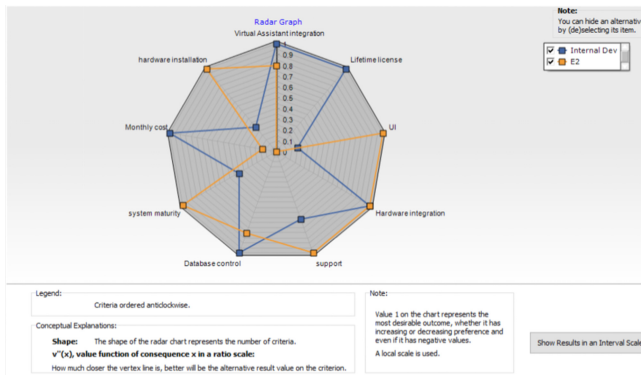 Radar Graph
Virtual Assistant integration
hardware installation
Lifetime license
1
0.9
0.8
0.7
0.6
0.5
0.4
0.3
0.2
0.1
0
Monthly cost
UI
system maturity
Hardware integration
Database control
support
Note:
You can hide an alternative
by (de)selecting its item.
Internal Dev
E2
Legend:
Criteria ordered antidockwise.
Conceptual Explanations:
Shape: The shape of the radar chart represents the number of criteria.
v"(x), value function of consequence x in a ratio scale:
How much closer the vertex line is, better will be the alternative result value on the criterion.
Note:
Value 1 on the chart represents the
most desirable outcome, whether it has
increasing or decreasing preference and
even if it has negative values.
A local scale is used.
Show Results in an Interval Scale